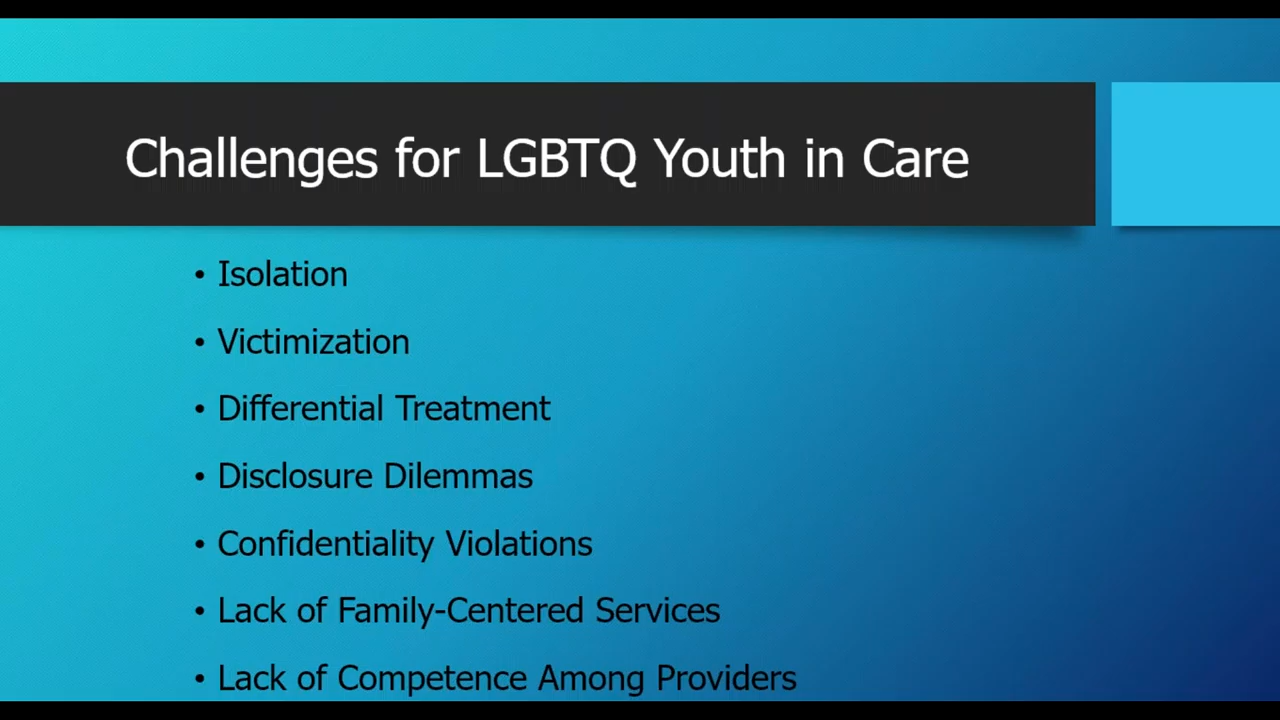 Challenges for LGBTQ Youth in Care
• Isolation
• Victimization
• Differential Treatment
• Disclosure Dilemmas
• Confidentiality Violations
• Lack of Family-Centered Services
• Lack of Competence Among Providers